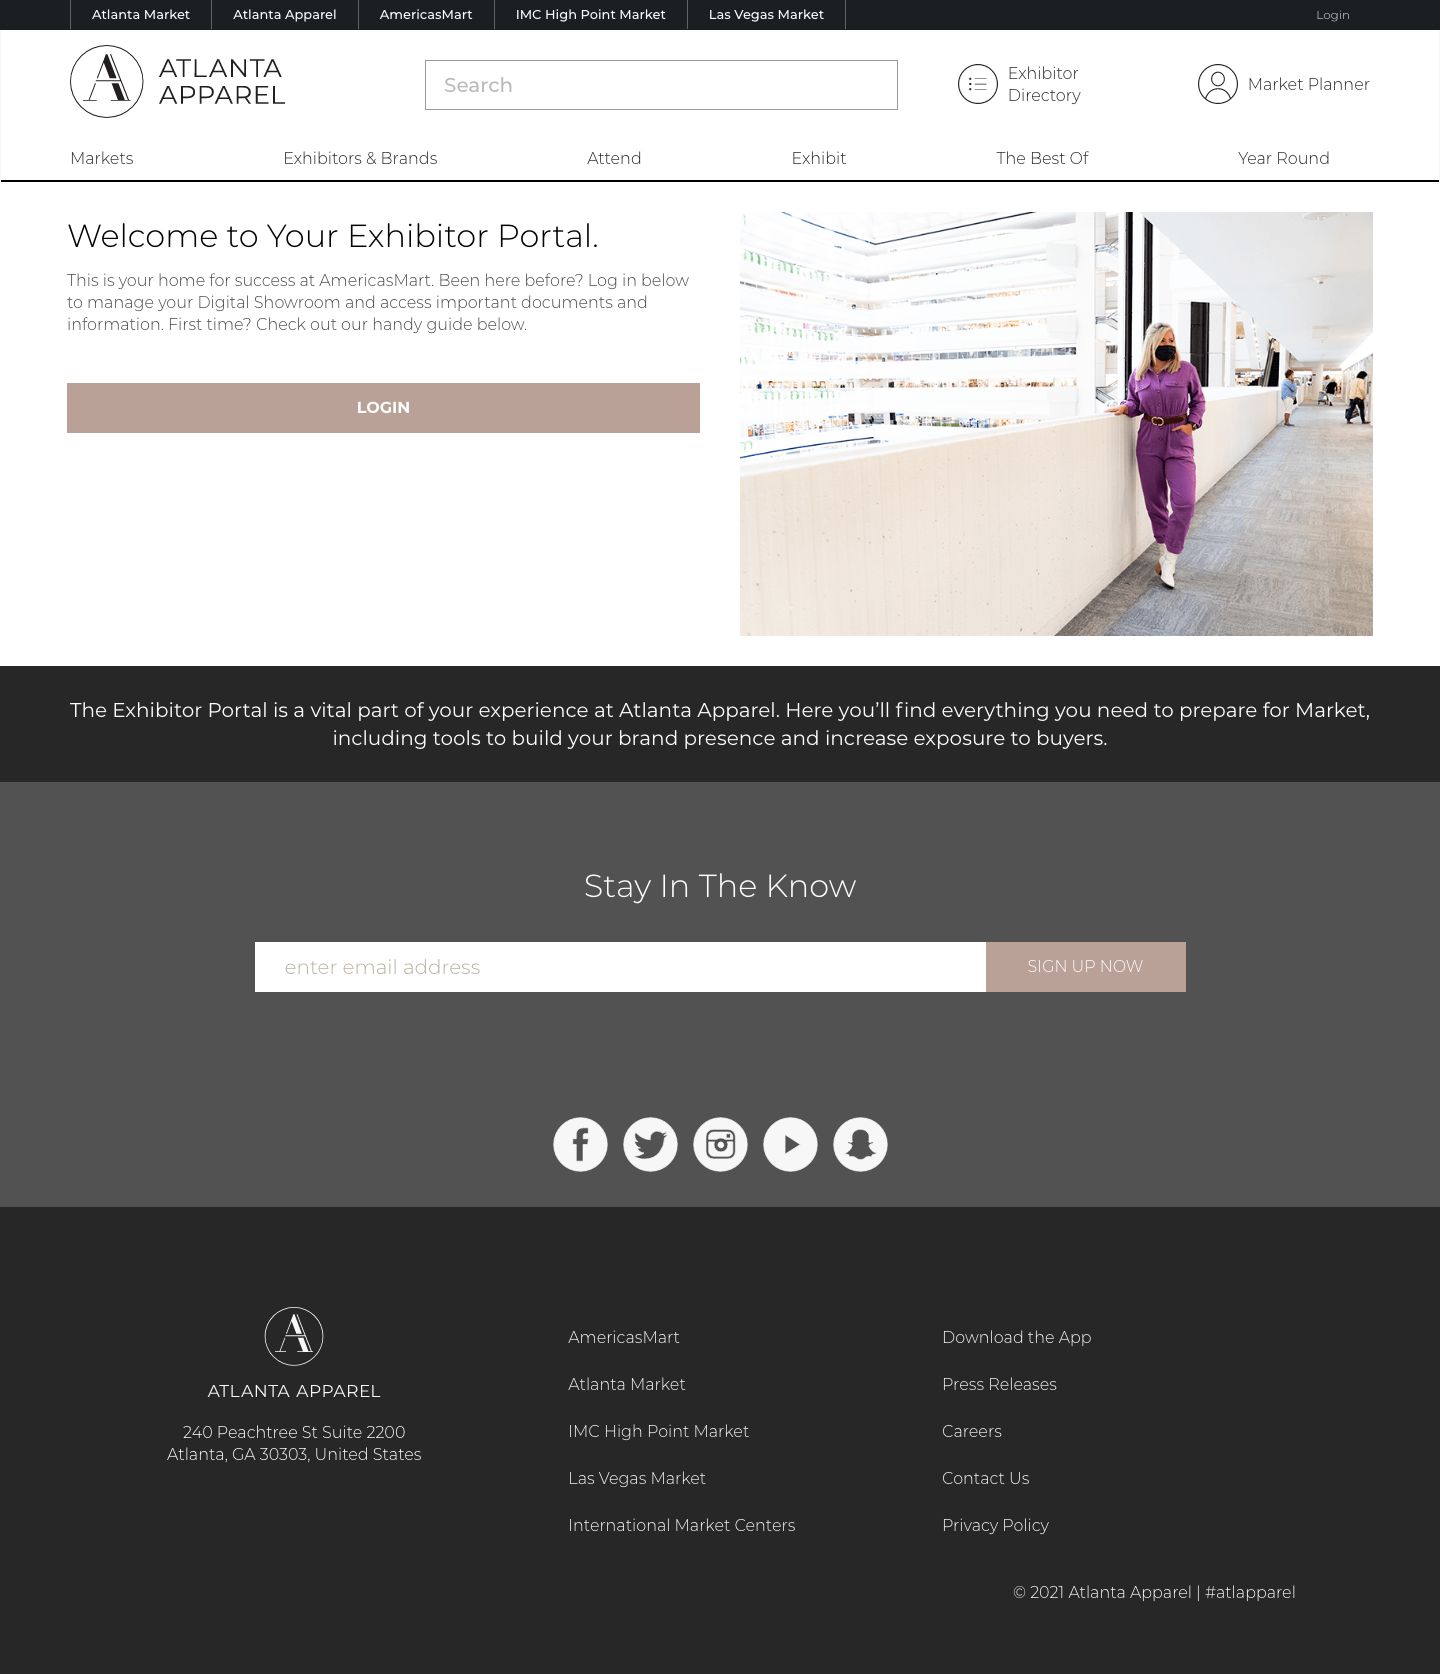 Atlanta Market
Atlanta Apparel
AmericasMart
IMC High Point Market
Las Vegas Market
Login
ATLANTA
APPAREL
Search
Exhibitor
Directory
Market Planner
Markets
Exhibitors & Brands
Attend
Exhibit
The Best Of
Year Round
Welcome to Your Exhibitor Portal.
This is your home for success at AmericasMart. Been here before? Log in below
to manage your Digital Showroom and access important documents and
information. First time? Check out our handy guide below.
LOGIN
The Exhibitor Portal is a vital part of your experience at Atlanta Apparel. Here you’ll find everything you need to prepare for Market,
including tools to build your brand presence and increase exposure to buyers.
Stay In The Know
enter email address
SIGN UP NOW
A
ATLANTA APPAREL
240 Peachtree St Suite 2200
Atlanta, GA 30303, United States
AmericasMart
Atlanta Market
IMC High Point Market
Las Vegas Market
International Market Centers
Download the App
Press Releases
Careers
Contact Us
Privacy Policy
© 2021 Atlanta Apparel | #atlapparel